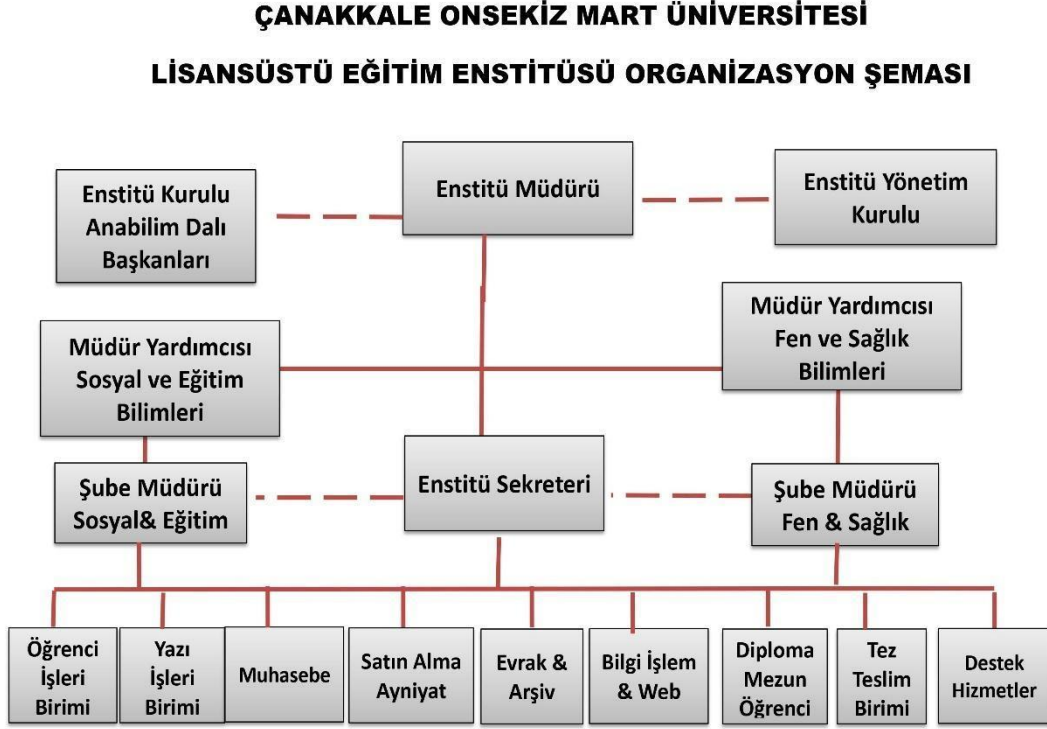 ÇANAKKALE ONSEKİZ MART ÜNİVERSİTESİ
LİSANSÜSTÜ EĞİTİM ENSTİTÜSÜ ORGANİZASYON ŞEMASI
Enstitü Kurulu
Anabilim Dalı
Başkanları
Enstitü Müdürü
Enstitü Yönetim
Kurulu
Müdür Yardımcısı
Sosyal ve Eğitim
Bilimleri
Müdür Yardımcısı
Fen ve Sağlık
Bilimleri
Şube Müdürü
Sosyal& Eğitim
Enstitü Sekreteri
Şube Müdürü
Fen & Sağlık
Öğrenci
İşleri
Birimi
Yazı
İşleri
Birimi
Muhasebe
Satın Alma
Ayniyat
Evrak &
Arşiv
Bilgi İşlem
& Web
Diploma
Mezun
Öğrenci
Tez
Teslim
Birimi
Destek
Hizmetler